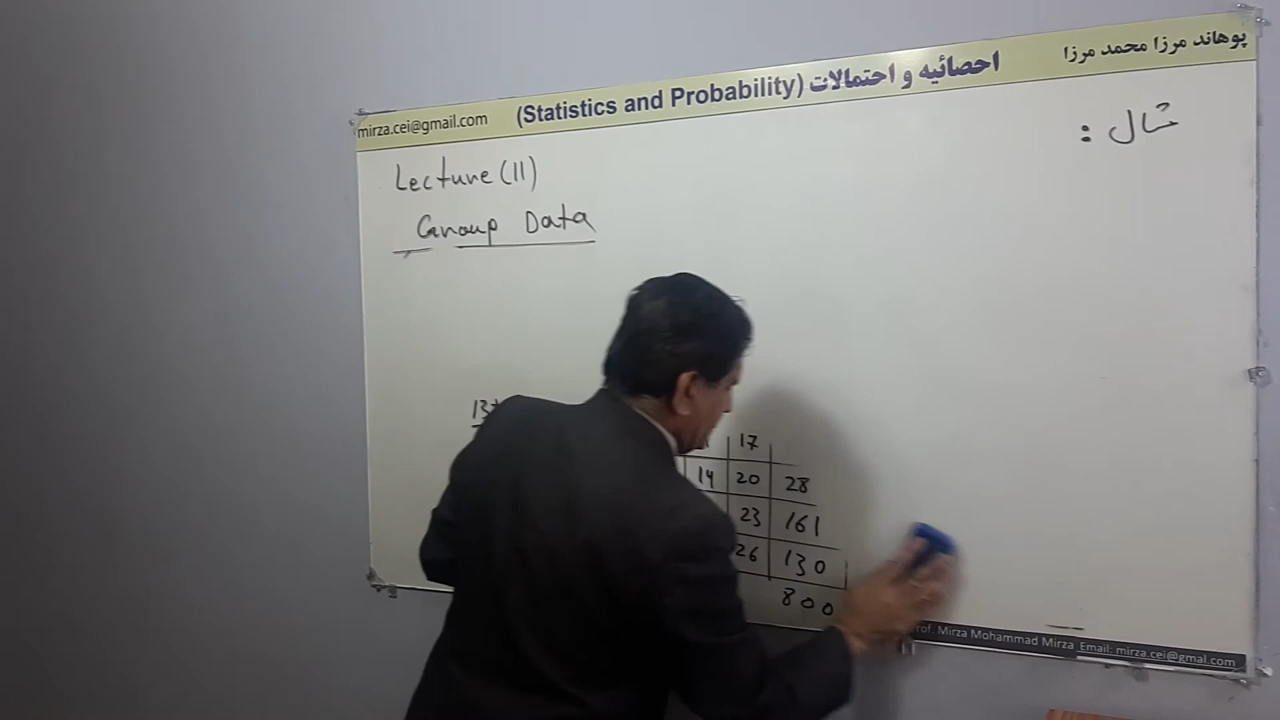 پوهاند مرزا محمد مرزا
احصائیه و احتمالات (Statistics and Probability)
mirza.cei@gmail.com
مثال :
Lecture (11)
Group Data
17
14 20 28
23 161
26 130
800
Prof. Mirza Mohammad Mirza Email: mirza.cei@gmal.com